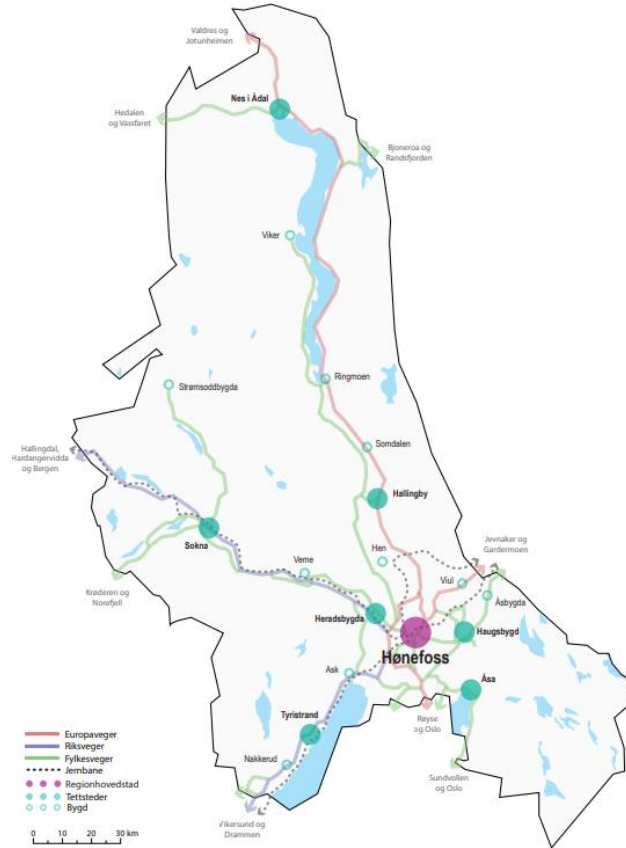 Valdres og
Jotunheimen
Nes i Ådal
Hedalen
og Vassfaret
Bjoneroa og
Randsfjorden
Viker
Ringmoen
Strømsoddbygda
Somdalen
Hallingdal,
Hardangervidda
og Bergen
Hallingby
Sokna
Hen
Jevnaker og
Gardermoen
Veme
Viul
Krøderen og
Norefjell
Åsbygda
Heradsbygda
Haugsbygd
Hønefoss
Ask
Åsa
Røyse
og Oslo
Tyristrand
Nakkerud
Sundvollen
og Oslo
Vikersund og
Drammen
Europaveger
Riksveger
Fylkesveger
Jernbane
Regionhovedstad
Tettsteder
Bygd
0 10 20 30 km